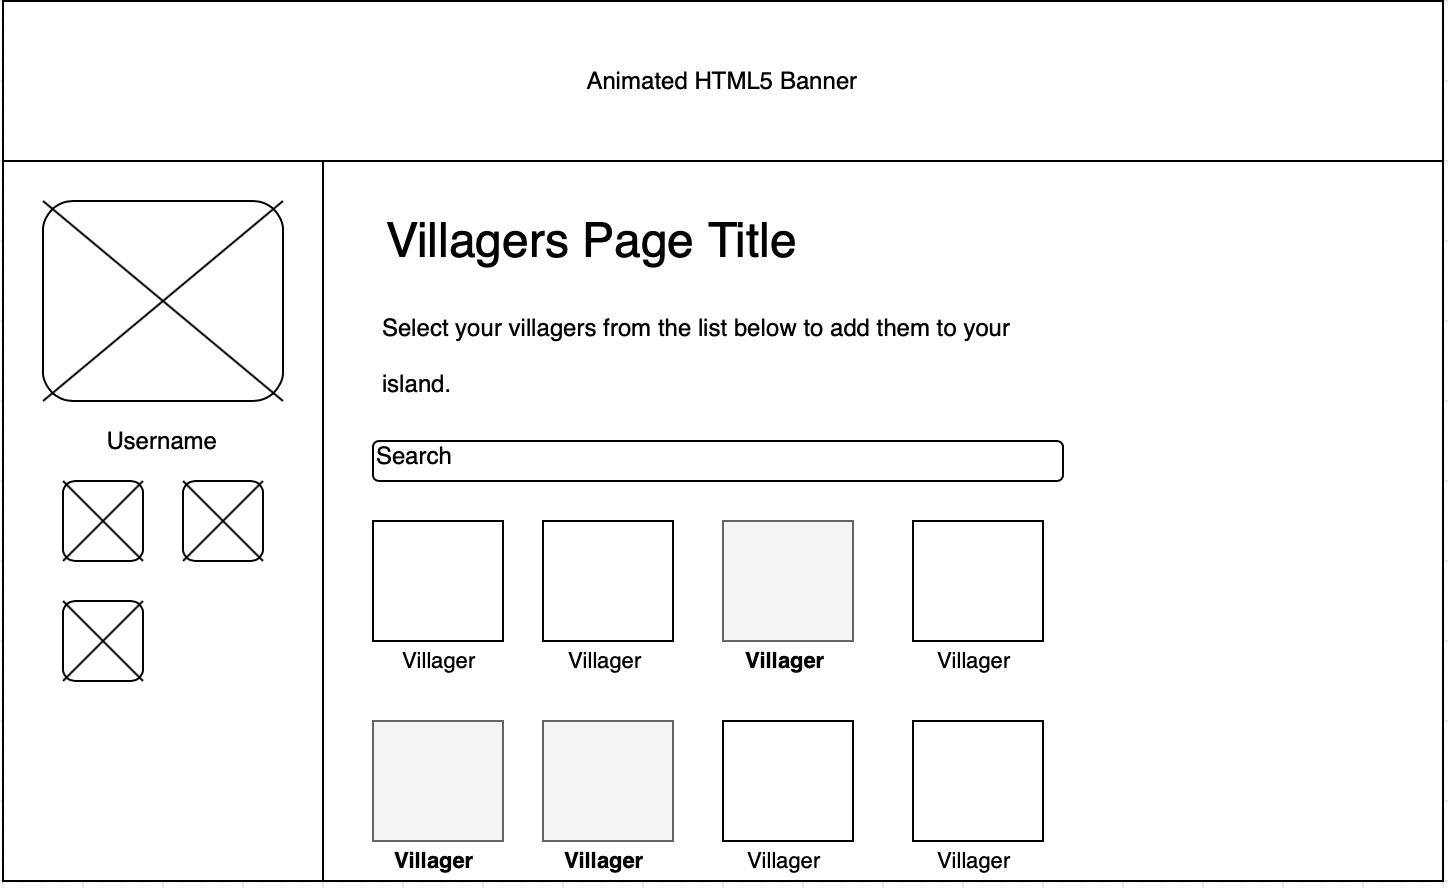 Animated HTML5 Banner
Username
Villagers Page Title
Select your villagers from the list below to add them to your
island.
Search
Villager Villager Villager Villager
Villager Villager Villager Villager